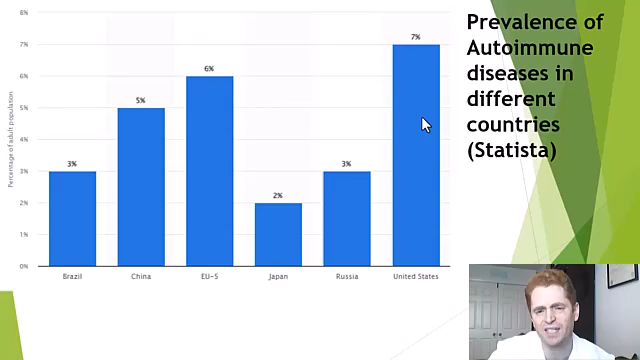 Prevalence of
Autoimmune
diseases in
different
countries
(Statista)
Percentage of adult population
8%
7%
6%
5%
4%
3%
2%
1%
0%
3%
5%
6%
2%
3%
7%
Brazil
China
EU-5
Japan
Russia
United States